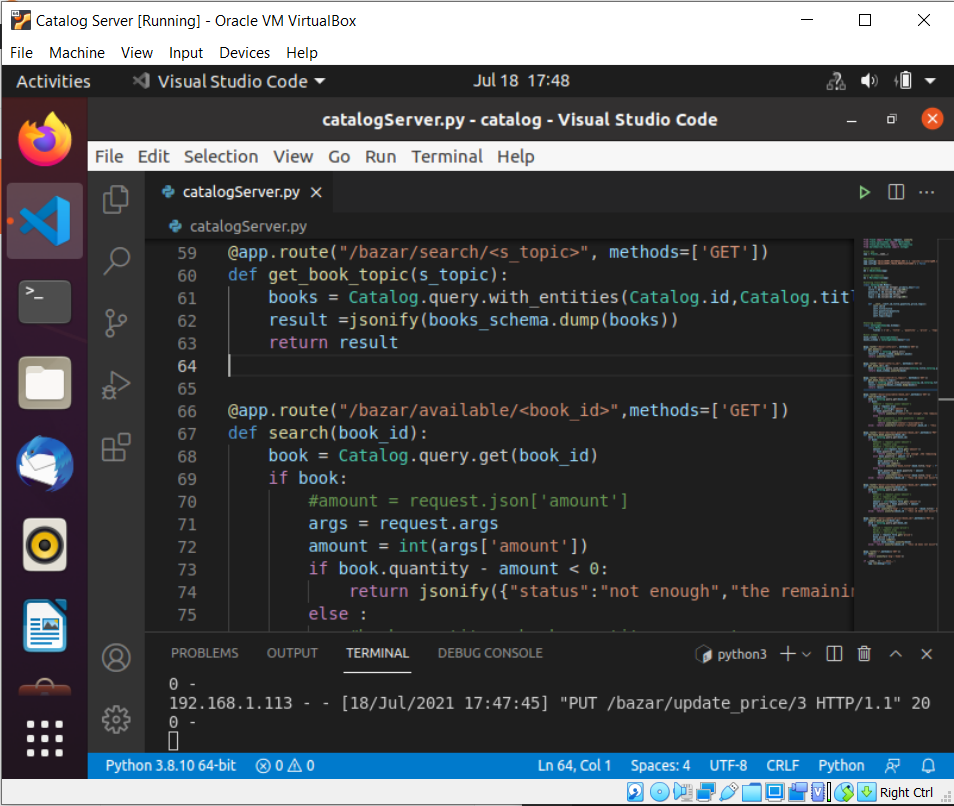 Catalog Server [Running] - Oracle VM VirtualBox
File Machine View Input Devices Help
Activities Visual Studio Code Jul 18 17:48
catalogServer.py - catalog - Visual Studio Code
File Edit Selection View Go Run Terminal Help
catalogServer.py
catalogServer.py
59 @app.route("/bazar/search/<s_topic>", methods=['GET'])
60 def get_book_topic(s_topic):
61 books = Catalog.query.with_entities(Catalog.id,Catalog.titl
62 result =jsonify(books_schema.dump(books))
63 return result
64
65
66 @app.route("/bazar/available/<book_id>",methods=['GET'])
67 def search(book_id):
68 book = Catalog.query.get(book_id)
69 if book:
70 #amount = request.json['amount']
71 args = request.args
72 amount = int(args['amount'])
73 if book.quantity - amount < 0:
74 return jsonify({"status":"not enough","the remainin
75 else :
PROBLEMS OUTPUT TERMINAL DEBUG CONSOLE python3
0 -
192.168.1.113 - - [18/Jul/2021 17:47:45] "PUT /bazar/update_price/3 HTTP/1.1" 20
0 -
Python 3.8.10 64-bit 0 0 Ln 64, Col 1 Spaces: 4 UTF-8 CRLF Python
Right Ctrl